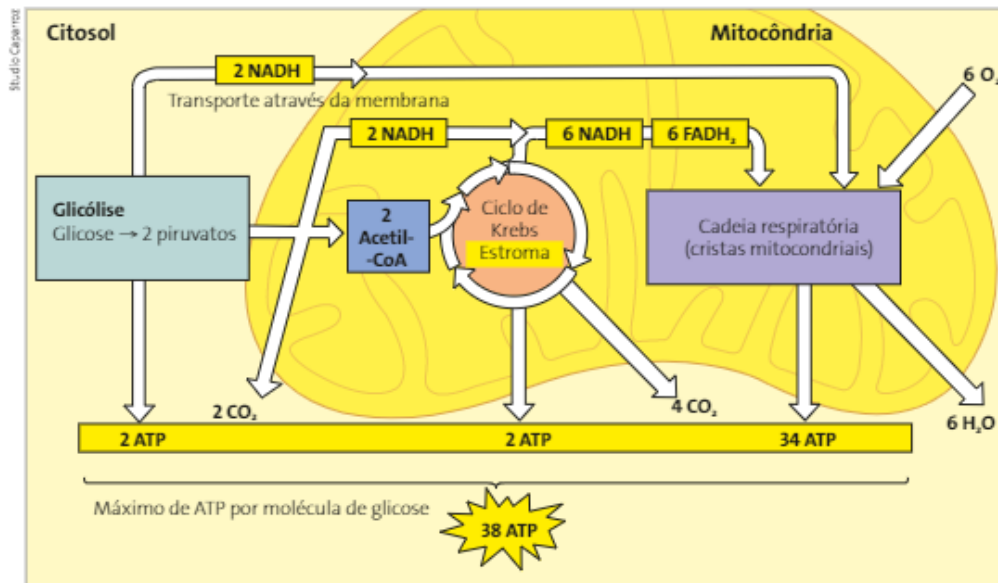 Studio Caparroz
Citosol
Mitocôndria
2 NADH
Transporte através da membrana
6 O₂
2 NADH
6 NADH
6 FADH₂
Glicólise
Glicose → 2 piruvatos
2
Acetil-
-CoA
Ciclo de
Krebs
Estroma
Cadeia respiratória
(cristas mitocondriais)
2 CO₂
4 CO₂
6 H₂O
2 ATP
2 ATP
34 ATP
Máximo de ATP por molécula de glicose
38 ATP